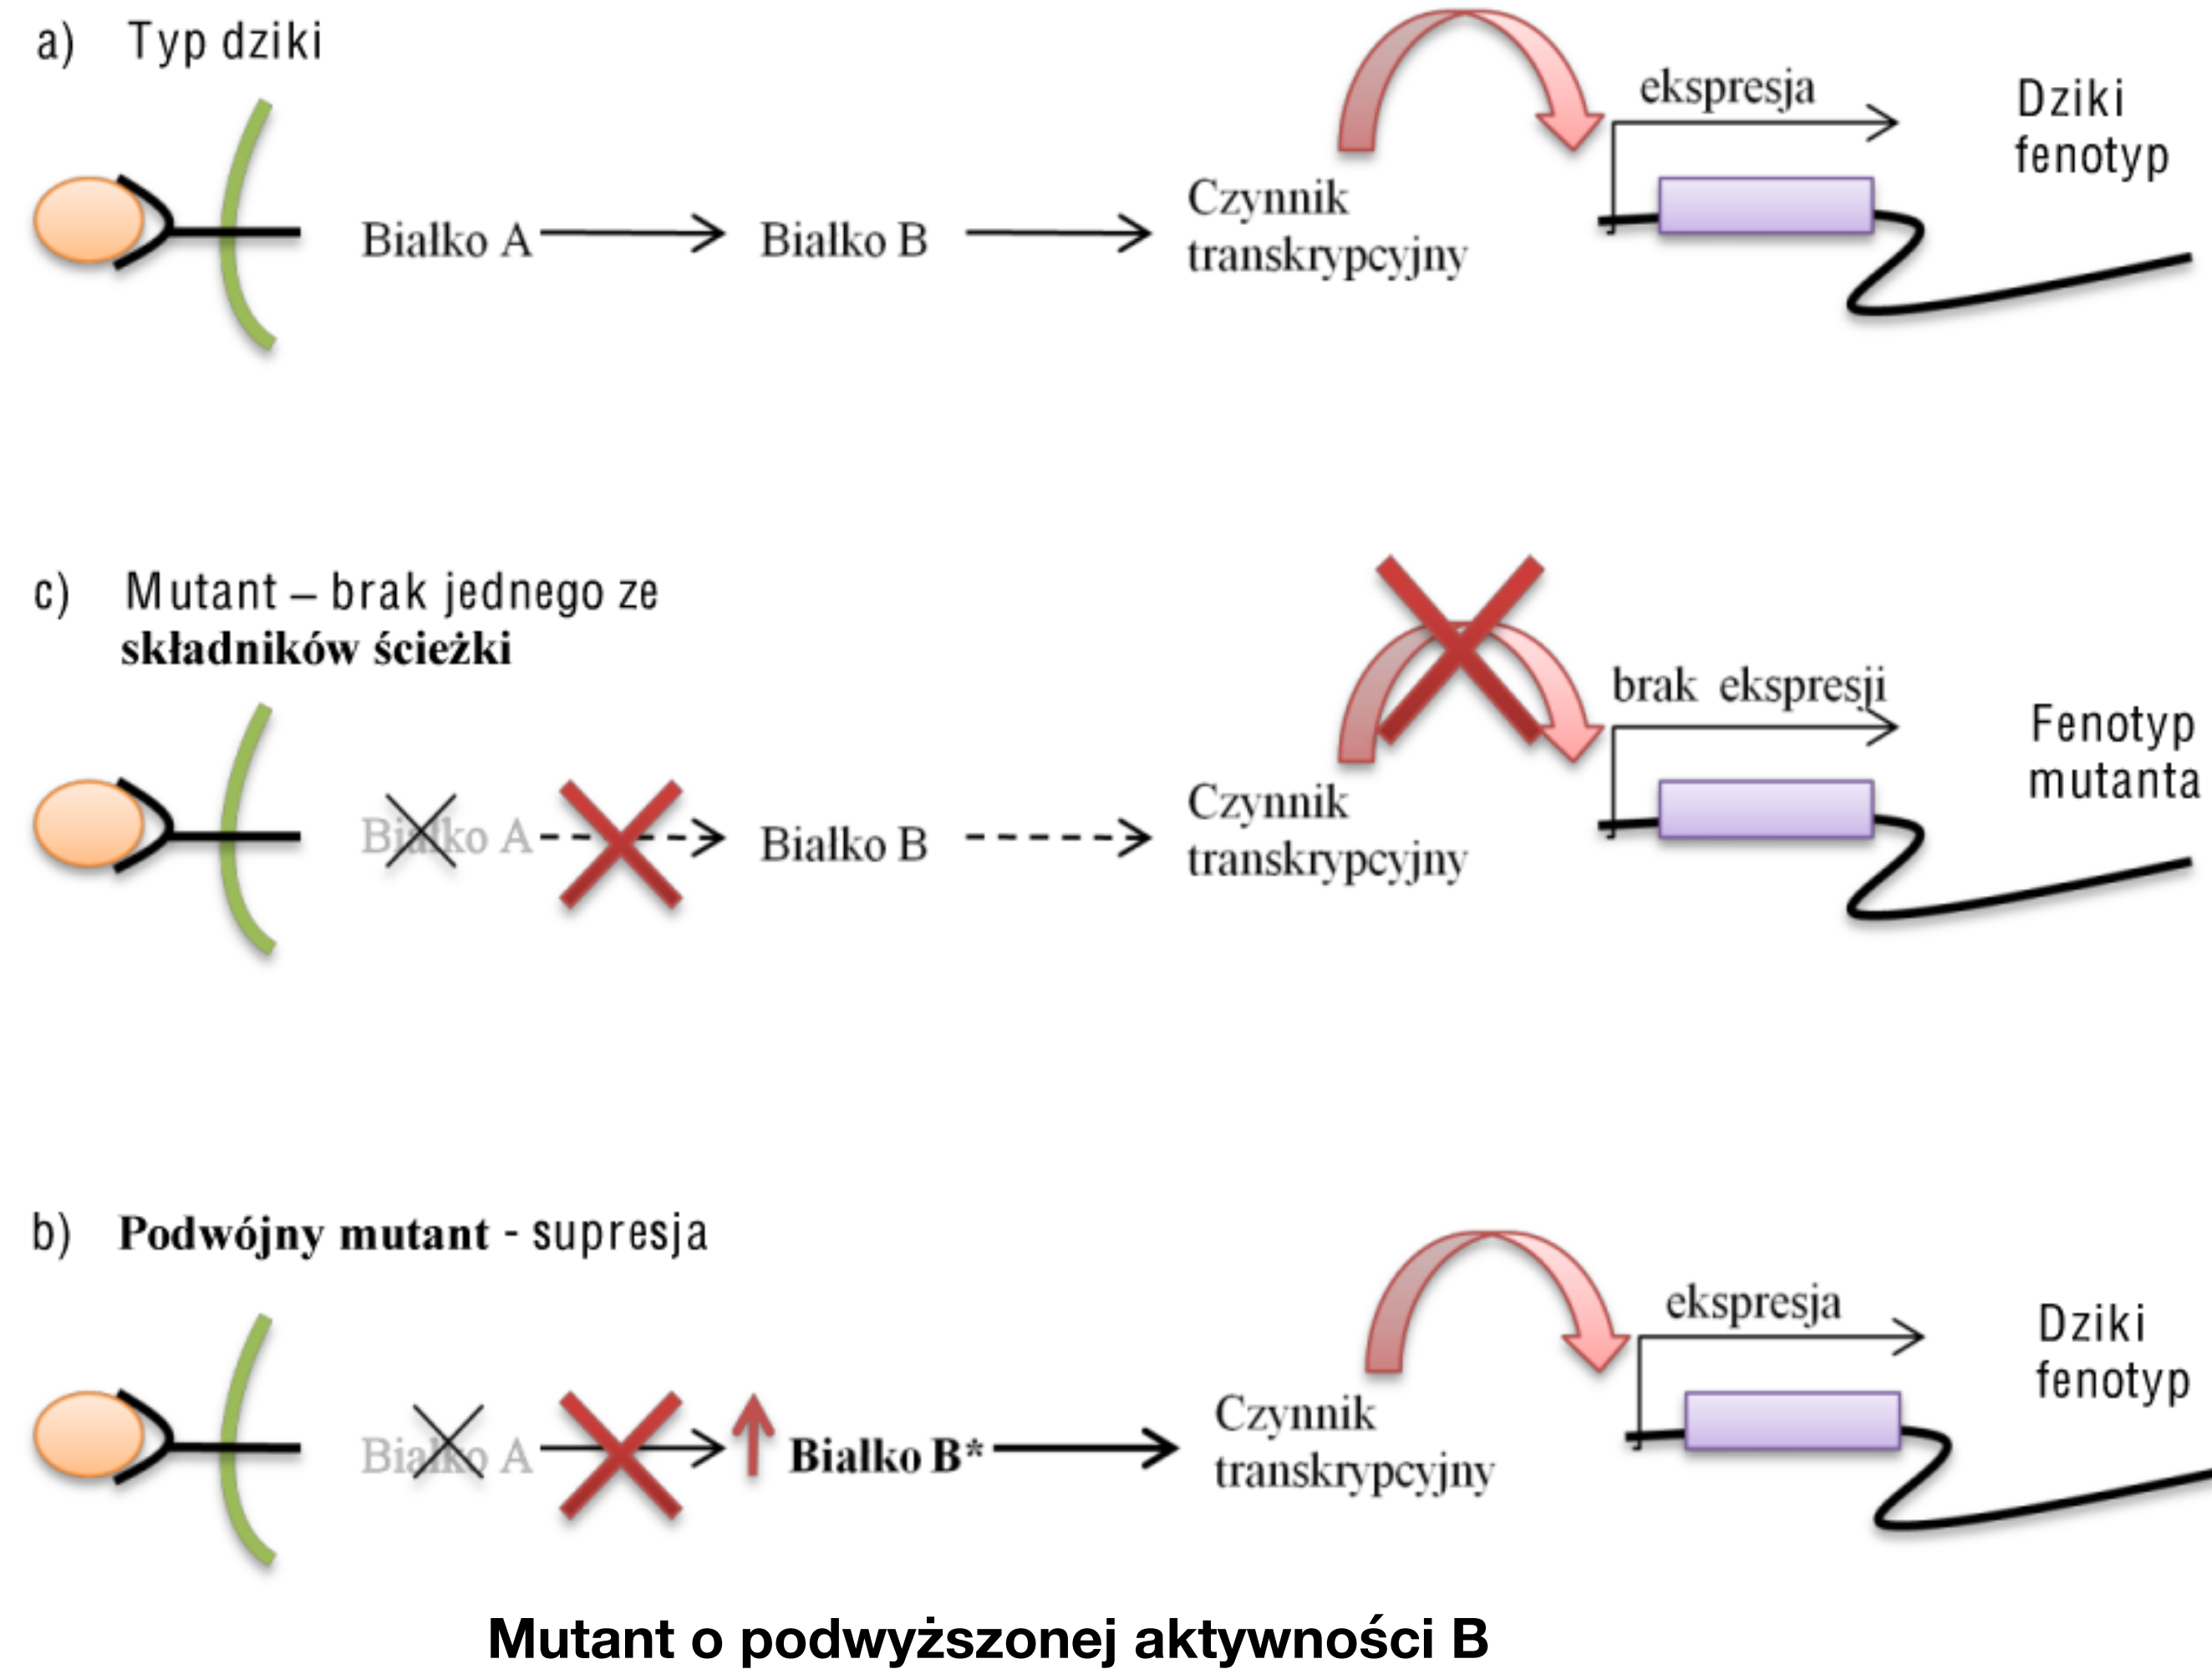 a) Typ dziki
ekspresja
Dziki
fenotyp
Białko A
Białko B
Czynnik
transkrypcyjny
c) Mutant – brak jednego ze
składników ścieżki
brak ekspresji
Fenotyp
mutanta
Białko A
Białko B
Czynnik
transkrypcyjny
b) Podwójny mutant - supresja
ekspresja
Dziki
fenotyp
Białko A
Białko B*
Czynnik
transkrypcyjny
Mutant o podwyższonej aktywności B